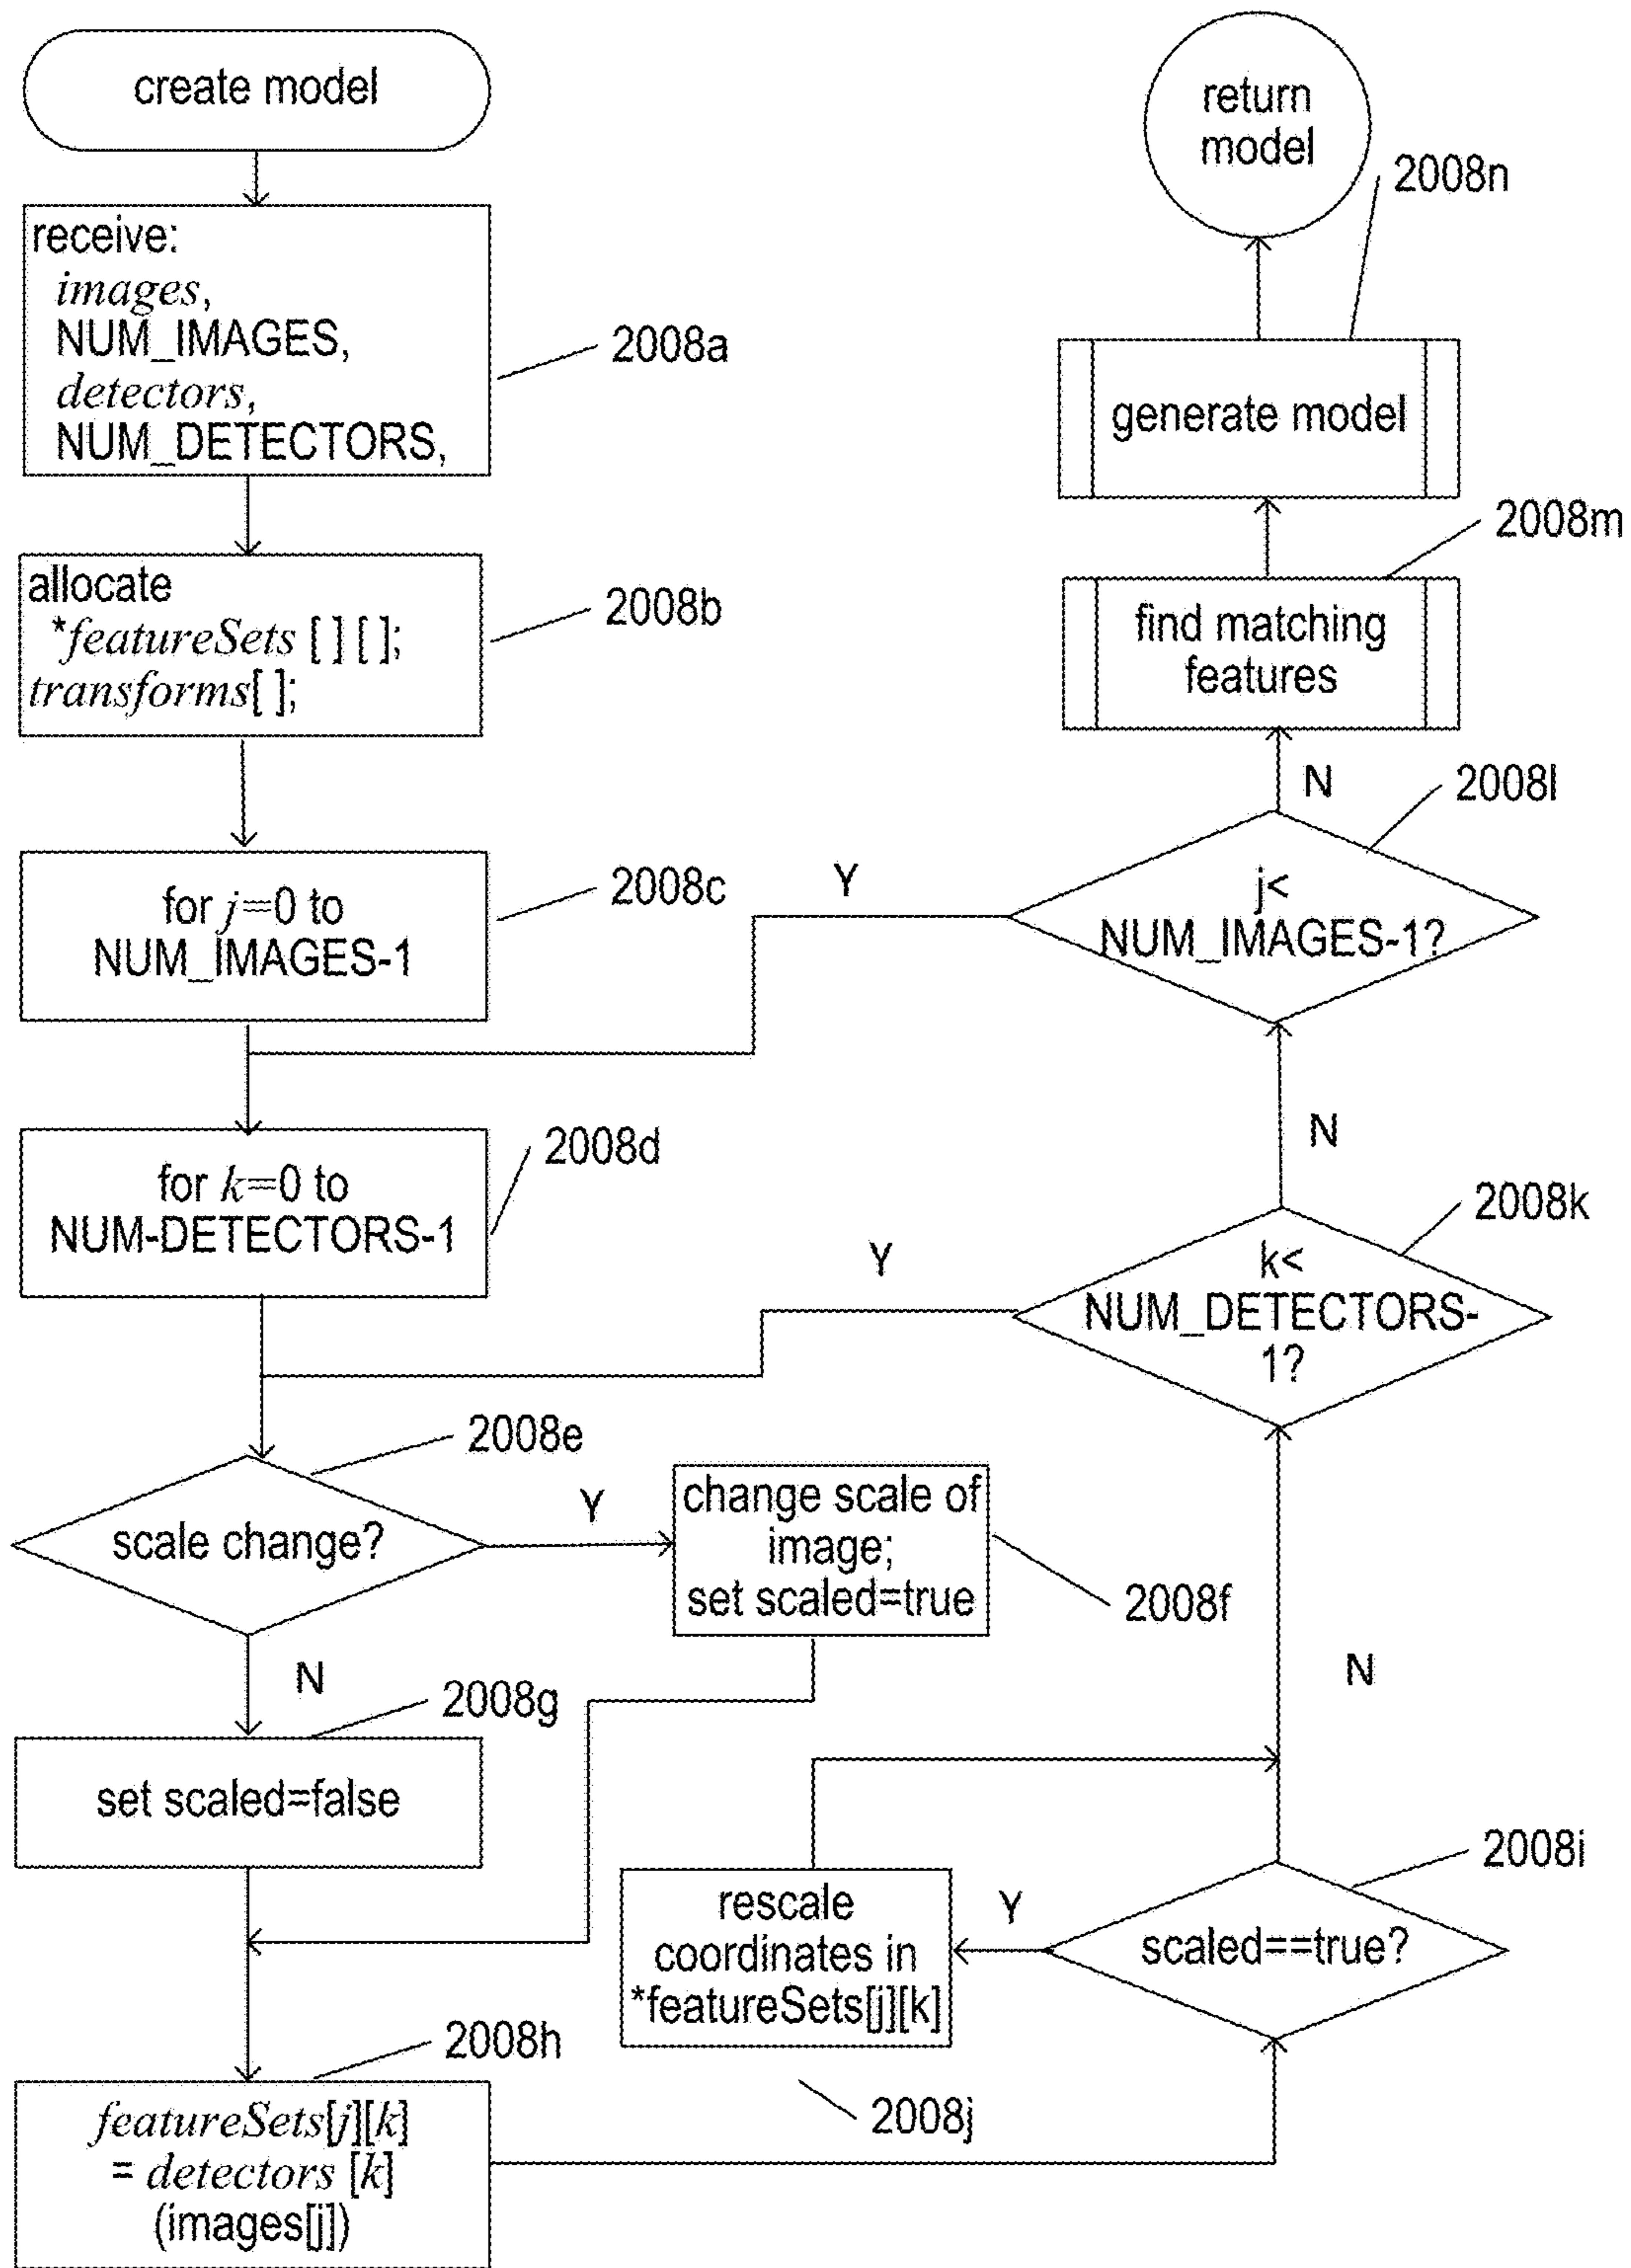 create model
receive:
images,
NUM_IMAGES,
detectors,
NUM_DETECTORS,
2008a
allocate
*featureSets [ ] [ ];
transforms[ ];
2008b
for j=0 to
NUM_IMAGES-1
2008c
for k=0 to
NUM-DETECTORS-1
2008d
scale change?
2008e
Y
N
change scale of
image;
set scaled=true
2008f
set scaled=false
2008g
featureSets[j][k]
= detectors [k]
(images[j])
2008h
scaled==true?
2008i
Y
N
rescale
coordinates in
*featureSets[j][k]
2008j
k<
NUM_DETECTORS-
1?
2008k
Y
N
j<
NUM_IMAGES-1?
2008l
Y
N
find matching
features
2008m
generate model
2008n
return
model